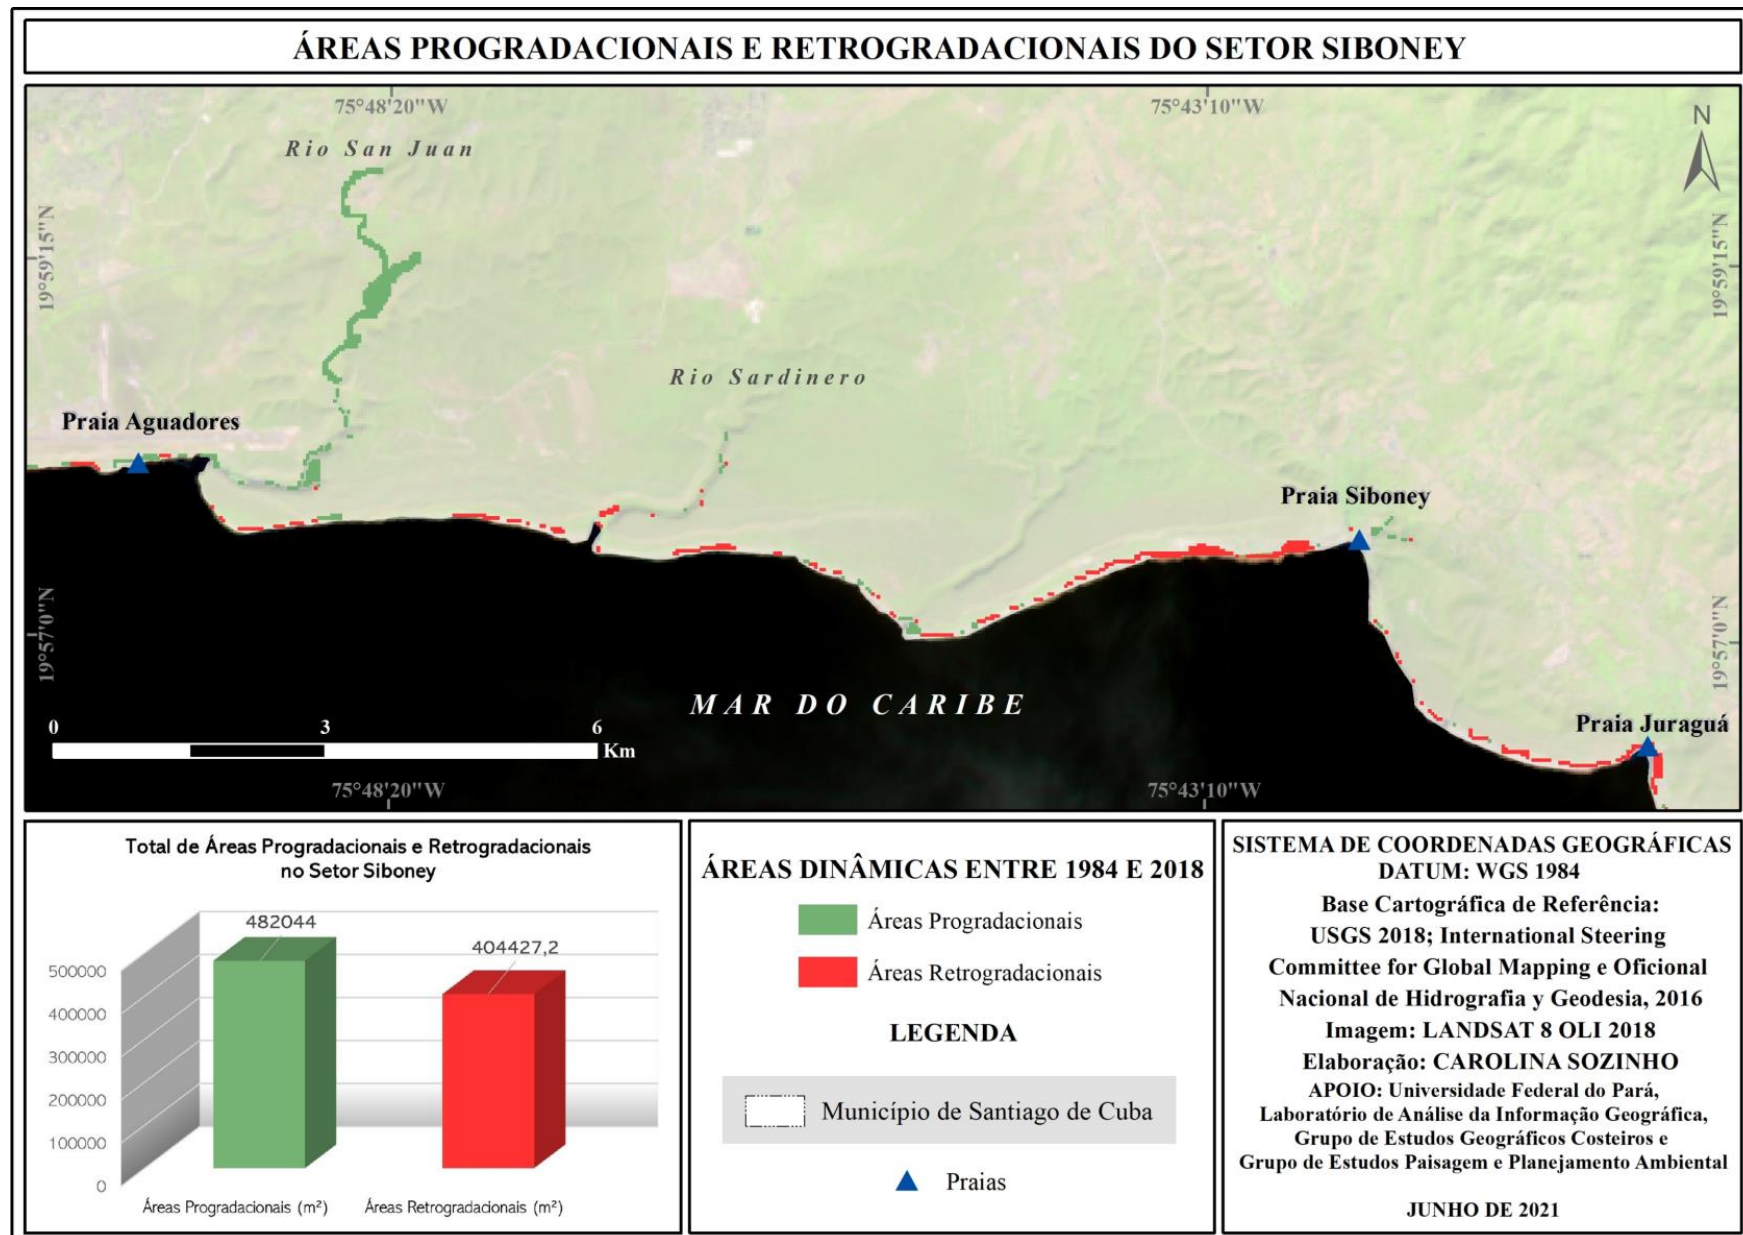 ÁREAS PROGRADACIONAIS E RETROGRADACIONAIS DO SETOR SIBONEY
75°48'20"W
75°43'10"W
N
Rio San Juan
19°59'15"N
19°59'15"N
Rio Sardinero
Praia Aguadores
Praia Siboney
19°57'0"N
19°57'0"N
MAR DO CARIBE
Praia Juraguá
0 3 6
Km
75°48'20"W
75°43'10"W
Total de Áreas Progradacionais e Retrogradacionais
no Setor Siboney
482044
404427,2
500000
400000
300000
200000
100000
0
Áreas Progradacionais (m²)
Áreas Retrogradacionais (m²)
ÁREAS DINÂMICAS ENTRE 1984 E 2018
Áreas Progradacionais
Áreas Retrogradacionais
LEGENDA
Município de Santiago de Cuba
Praias
SISTEMA DE COORDENADAS GEOGRÁFICAS
DATUM: WGS 1984
Base Cartográfica de Referência:
USGS 2018; International Steering
Committee for Global Mapping e Oficional
Nacional de Hidrografia y Geodesia, 2016
Imagem: LANDSAT 8 OLI 2018
Elaboração: CAROLINA SOZINHO
APOIO: Universidade Federal do Pará,
Laboratório de Análise da Informação Geográfica,
Grupo de Estudos Geográficos Costeiros e
Grupo de Estudos Paisagem e Planejamento Ambiental
JUNHO DE 2021